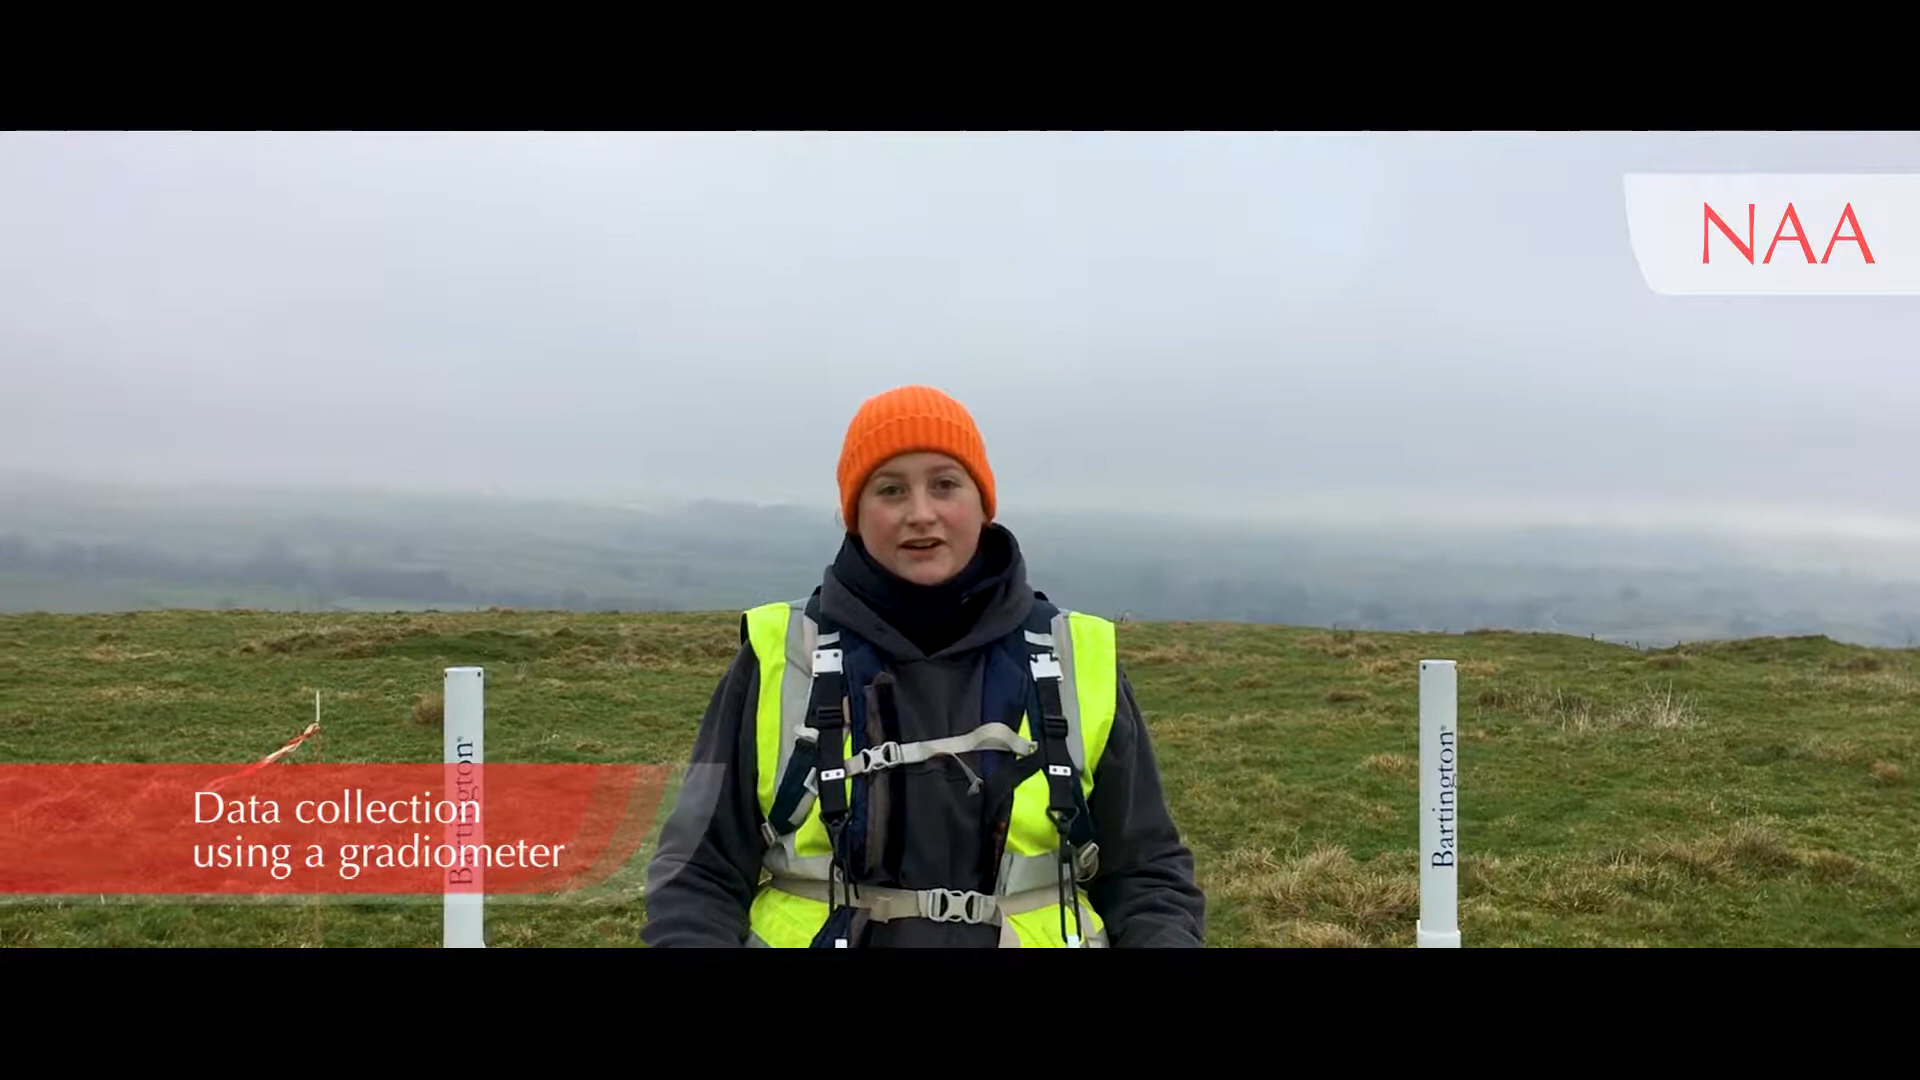 NAA
Data collection
using a gradiometer
Bartington®
Bartington®